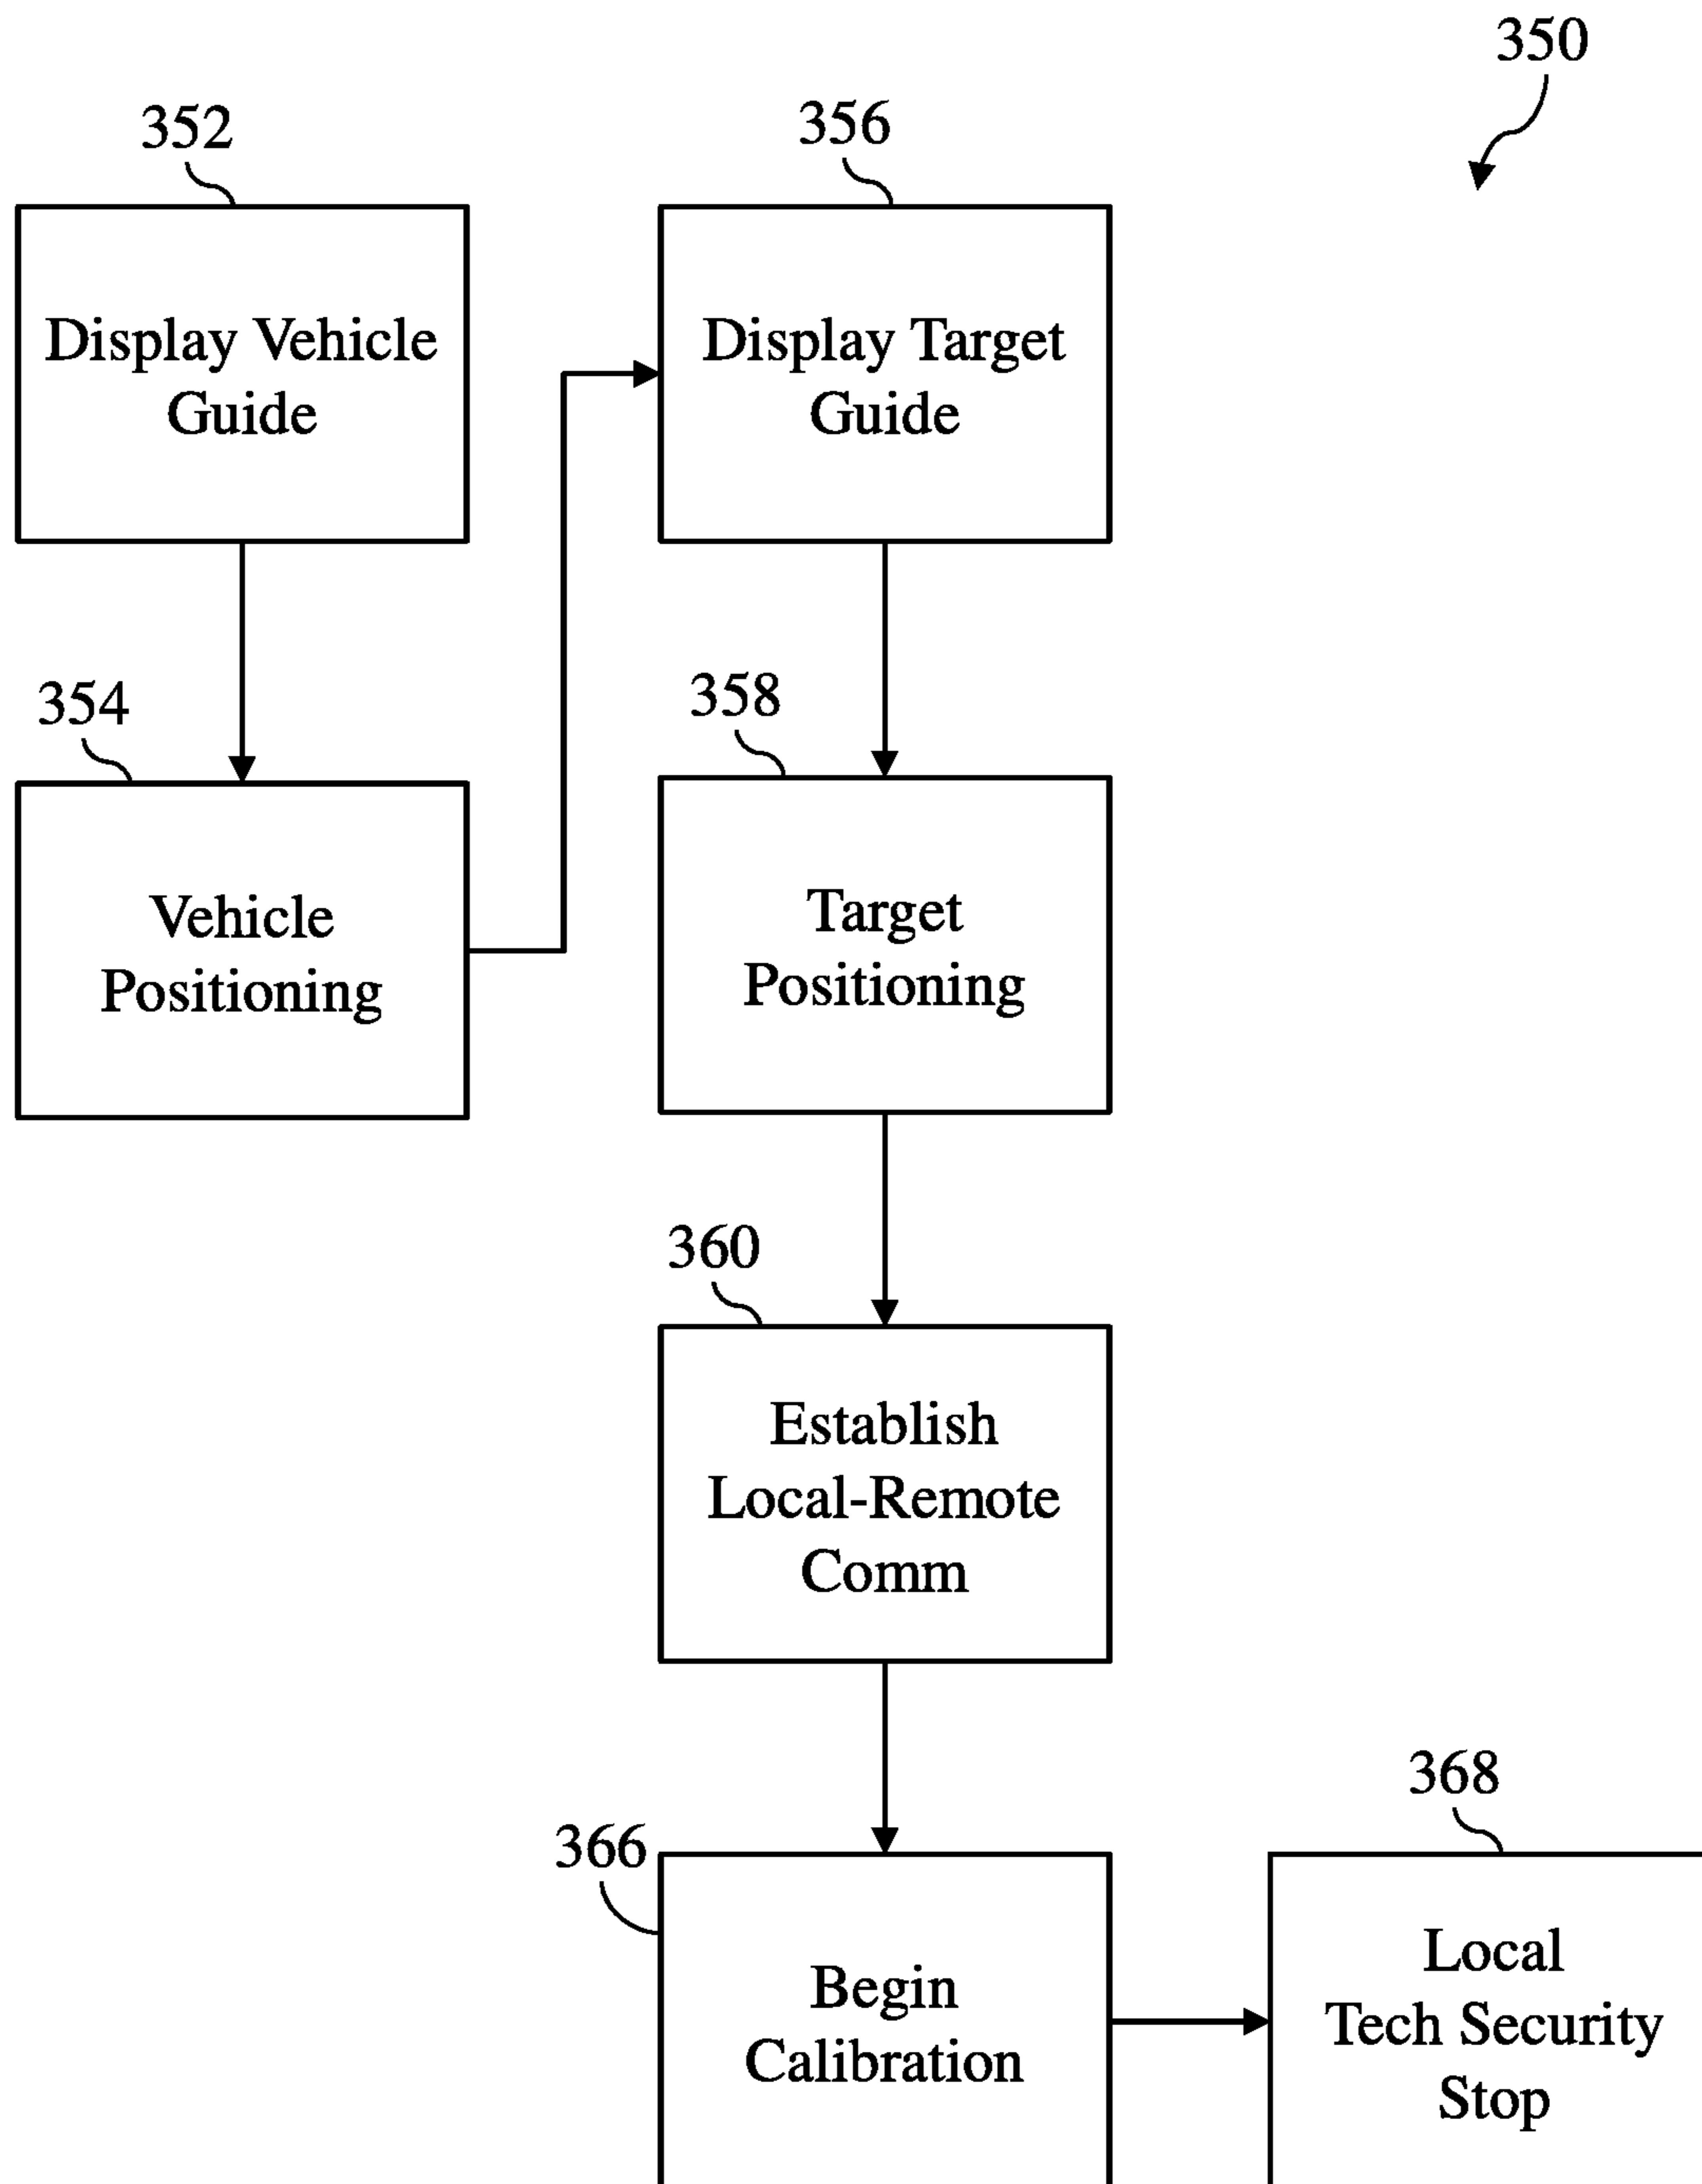 350
352
Display Vehicle
Guide
354
Vehicle
Positioning
356
Display Target
Guide
358
Target
Positioning
360
Establish
Local-Remote
Comm
366
Begin
Calibration
368
Local
Tech Security
Stop